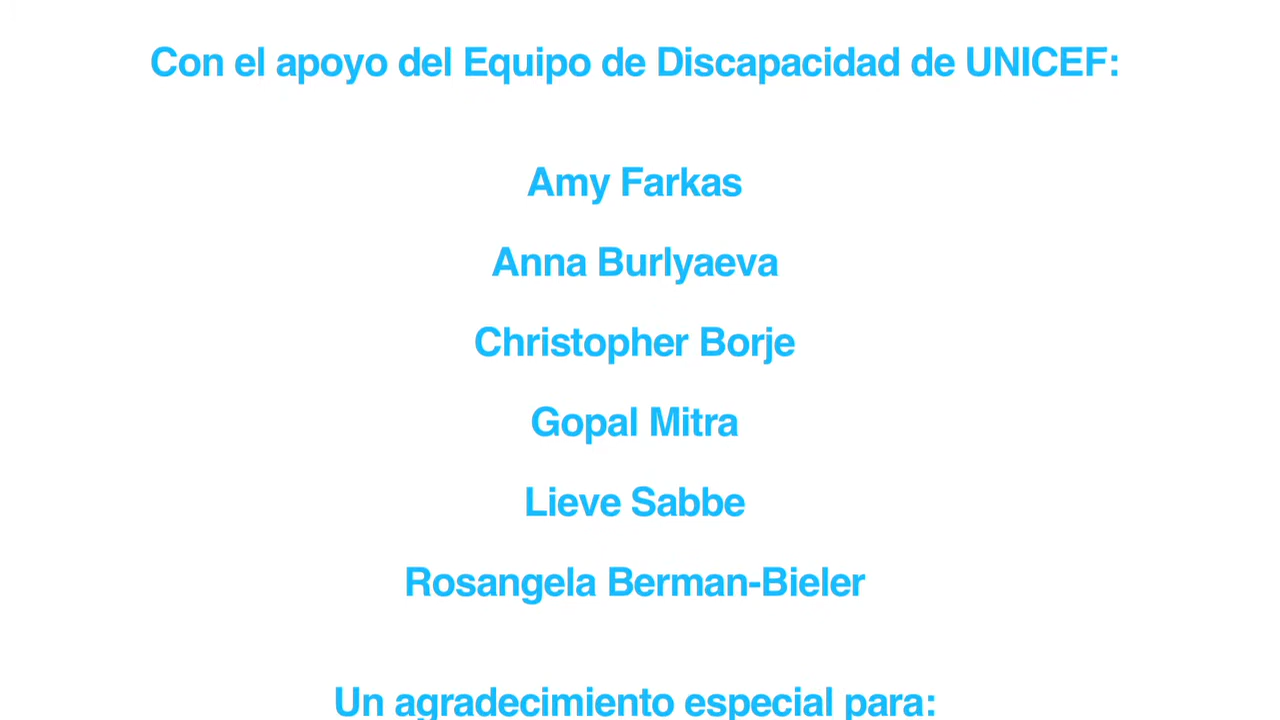 Con el apoyo del Equipo de Discapacidad de UNICEF:
Amy Farkas
Anna Burlyaeva
Christopher Borje
Gopal Mitra
Lieve Sabbe
Rosangela Berman-Bieler
Un agradecimiento especial para: